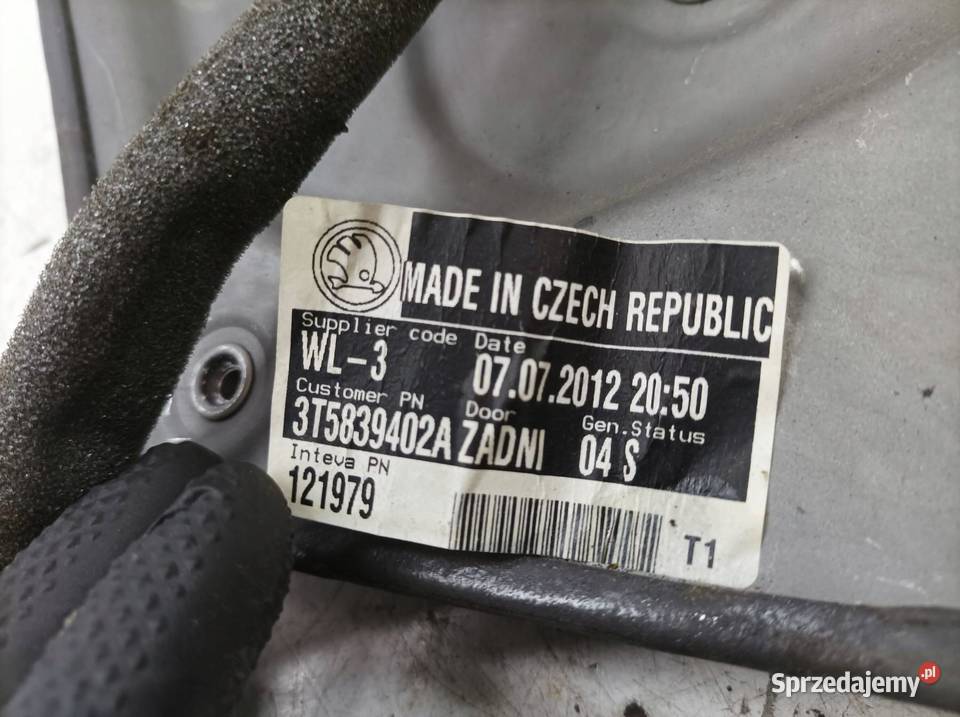 MADE IN CZECH REPUBLIC
Supplier code Date
WL-3 07.07.2012 20:50
Customer PN Door Gen.Status
3T5839402A ZADNI 04 S
Inteva PN
121979
T1
Sprzedajemy.pl